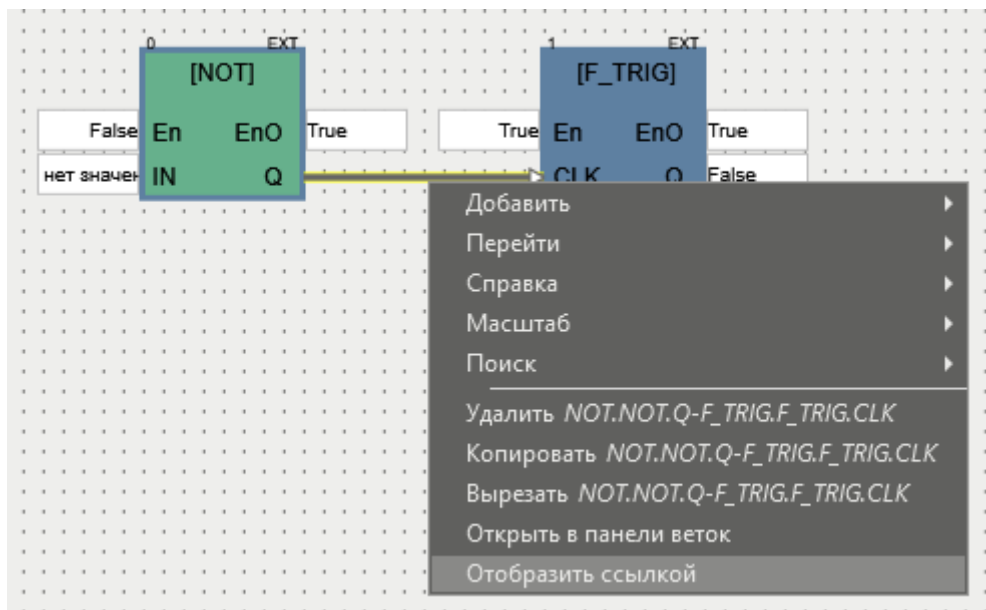 0 EXT 1 EXT
[NOT] [F_TRIG]
False En EnO True True En EnO True
нет значен IN Q CLK Q False
Добавить
Перейти
Справка
Масштаб
Поиск
Удалить NOT.NOT.Q-F_TRIG.F_TRIG.CLK
Копировать NOT.NOT.Q-F_TRIG.F_TRIG.CLK
Вырезать NOT.NOT.Q-F_TRIG.F_TRIG.CLK
Открыть в панели веток
Отобразить ссылкой